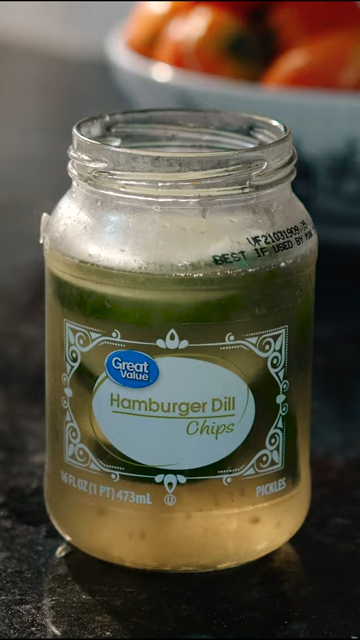 BEST IF USED BY
Great
Value
Hamburger Dill
Chips
16 FL OZ (1 PT) 473mL
PICKLES